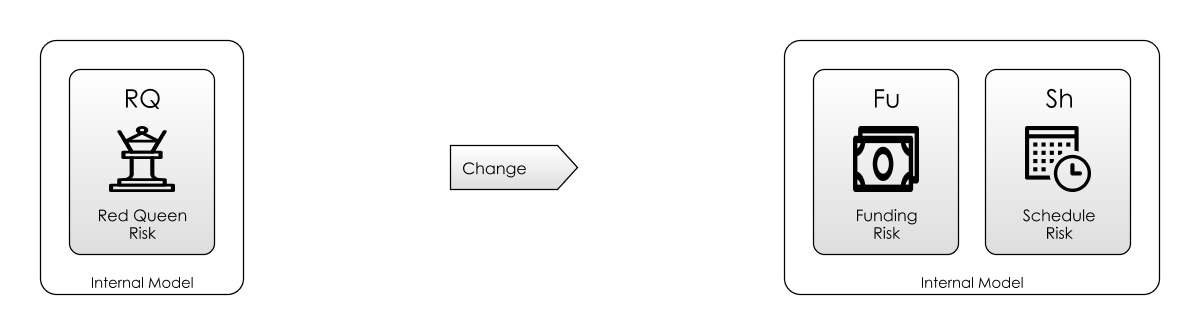 RQ
Red Queen
Risk
Internal Model
Change
Fu
Funding
Risk
Sh
Schedule
Risk
Internal Model